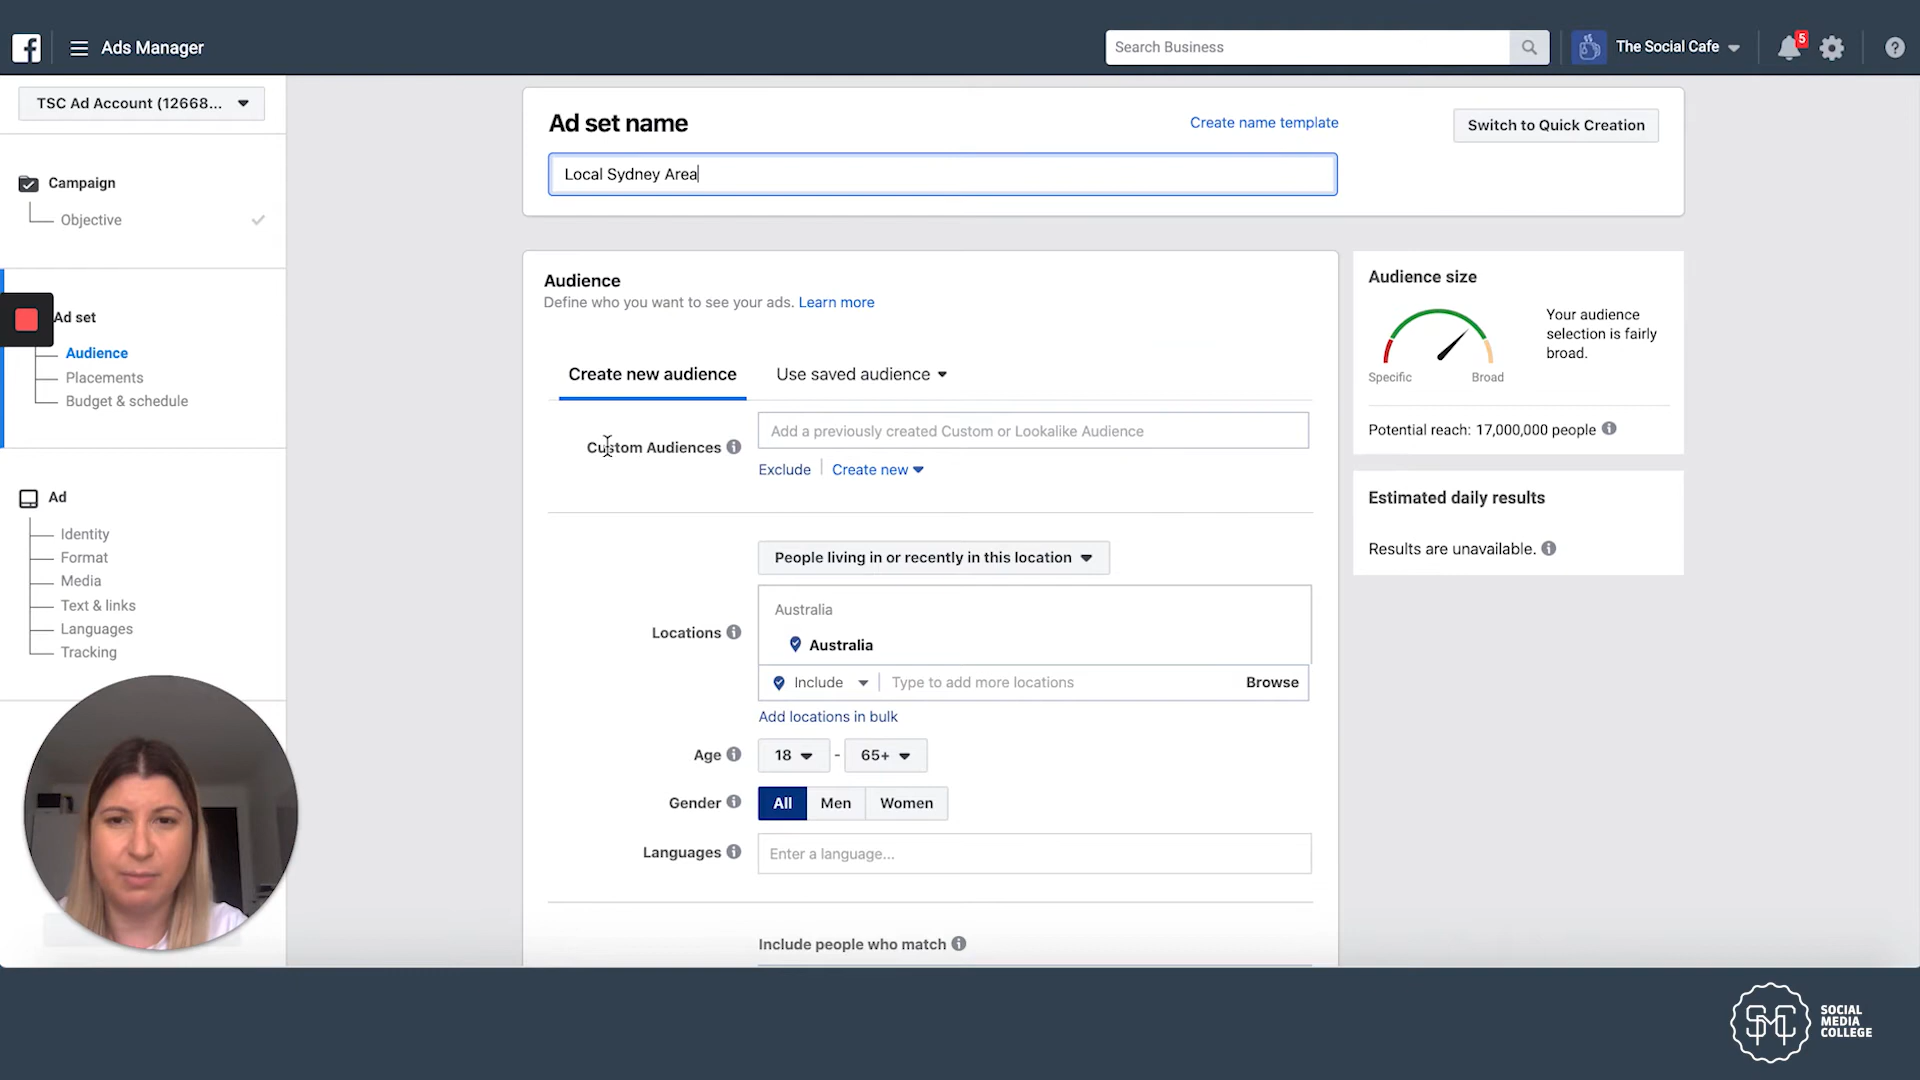 Ads Manager
Search Business
The Social Cafe
5
TSC Ad Account (12668...
Campaign
Objective
Ad set
Audience
Placements
Budget & schedule
Ad
Identity
Format
Media
Text & links
Languages
Tracking
Ad set name
Create name template
Switch to Quick Creation
Local Sydney Area
Audience
Define who you want to see your ads. Learn more
Create new audience
Use saved audience
Custom Audiences
Add a previously created Custom or Lookalike Audience
Exclude
Create new
People living in or recently in this location
Locations
Australia
Australia
Include
Type to add more locations
Browse
Add locations in bulk
Age
18 - 65+
Gender
All
Men
Women
Languages
Enter a language...
Include people who match
Audience size
Your audience
selection is fairly
broad.
Specific
Broad
Potential reach: 17,000,000 people
Estimated daily results
Results are unavailable.
SMC
SOCIAL
MEDIA
COLLEGE